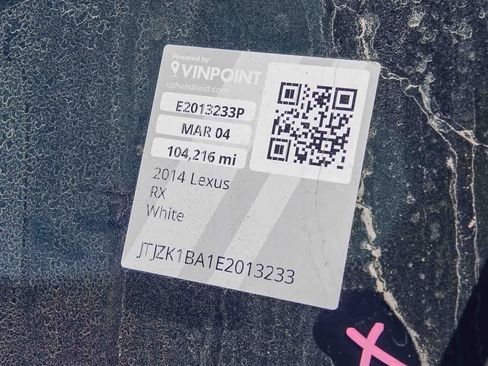 Powered by
VINPOINT
cphandheld.com
E2013233P
MAR 04
104,216 mi
2014 Lexus
RX
White
JTJZK1BA1E2013233